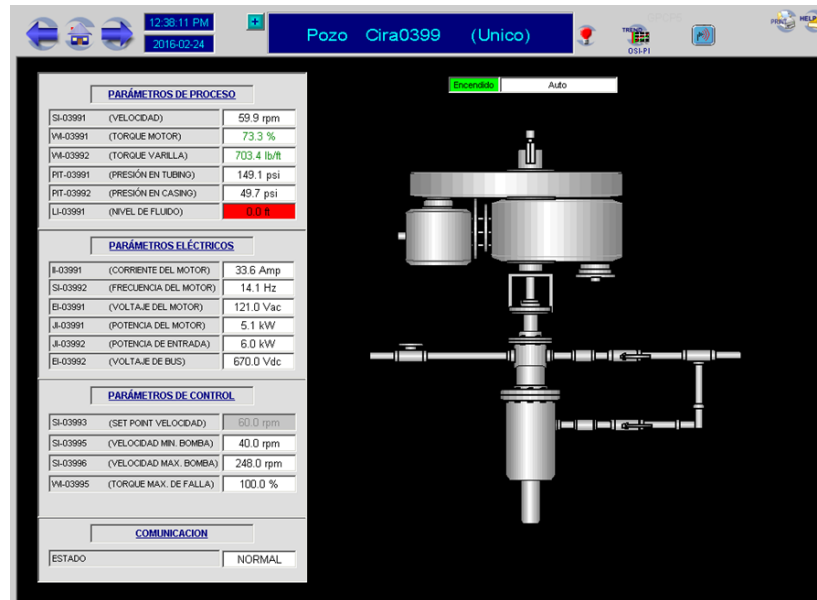 12:38:11 PM
2016-02-24
+
Pozo Cira0399 (Unico)
TREND
OSI-PI
PRINT
HELP
Encendido Auto
PARÁMETROS DE PROCESO
SI-03991 (VELOCIDAD) 59.9 rpm
WI-03991 (TORQUE MOTOR) 73.3 %
WI-03992 (TORQUE VARILLA) 703.4 lb/ft
PIT-03991 (PRESIÓN EN TUBING) 149.1 psi
PIT-03992 (PRESIÓN EN CASING) 49.7 psi
LI-03991 (NIVEL DE FLUIDO) 0.0 ft
PARÁMETROS ELÉCTRICOS
II-03991 (CORRIENTE DEL MOTOR) 33.6 Amp
SI-03992 (FRECUENCIA DEL MOTOR) 14.1 Hz
EI-03991 (VOLTAJE DEL MOTOR) 121.0 Vac
JI-03991 (POTENCIA DEL MOTOR) 5.1 kW
JI-03992 (POTENCIA DE ENTRADA) 6.0 kW
EI-03992 (VOLTAJE DE BUS) 670.0 Vdc
PARÁMETROS DE CONTROL
SI-03993 (SET POINT VELOCIDAD) 60.0 rpm
SI-03995 (VELOCIDAD MIN. BOMBA) 40.0 rpm
SI-03996 (VELOCIDAD MAX. BOMBA) 248.0 rpm
WI-03995 (TORQUE MAX. DE FALLA) 100.0 %
COMUNICACION
ESTADO NORMAL